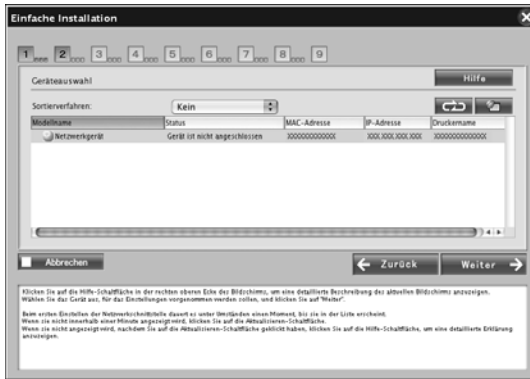 Einfache Installation
1 2 3 4 5 6 7 8 9
Geräteauswahl Hilfe
Sortierverfahren: Kein
Modellname Status MAC-Adresse IP-Adresse Druckername
Netzwerkgerät Gerät ist nicht angeschlossen XXXXXXXXXXXX XXX.XXX.XXX.XXX XXXXXXXXXXXXX
Abbrechen Zurück Weiter
Klicken Sie auf die Hilfe-Schaltfläche in der rechten oberen Ecke des Bildschirms, um eine detaillierte Beschreibung des aktuellen Bildschirms anzuzeigen.
Wählen Sie das Gerät aus, für das Einstellungen vorgenommen werden sollen, und klicken Sie auf "Weiter".
Beim ersten Einstellen der Netzwerkschnittstelle dauert es unter Umständen einen Moment, bis sie in der Liste erscheint.
Wenn sie nicht innerhalb einer Minute angezeigt wird, klicken Sie auf die Aktualisieren-Schaltfläche.
Wenn sie nicht angezeigt wird, nachdem Sie auf die Aktualisieren-Schaltfläche geklickt haben, klicken Sie auf die Hilfe-Schaltfläche, um eine detaillierte Erklärung
anzuzeigen.